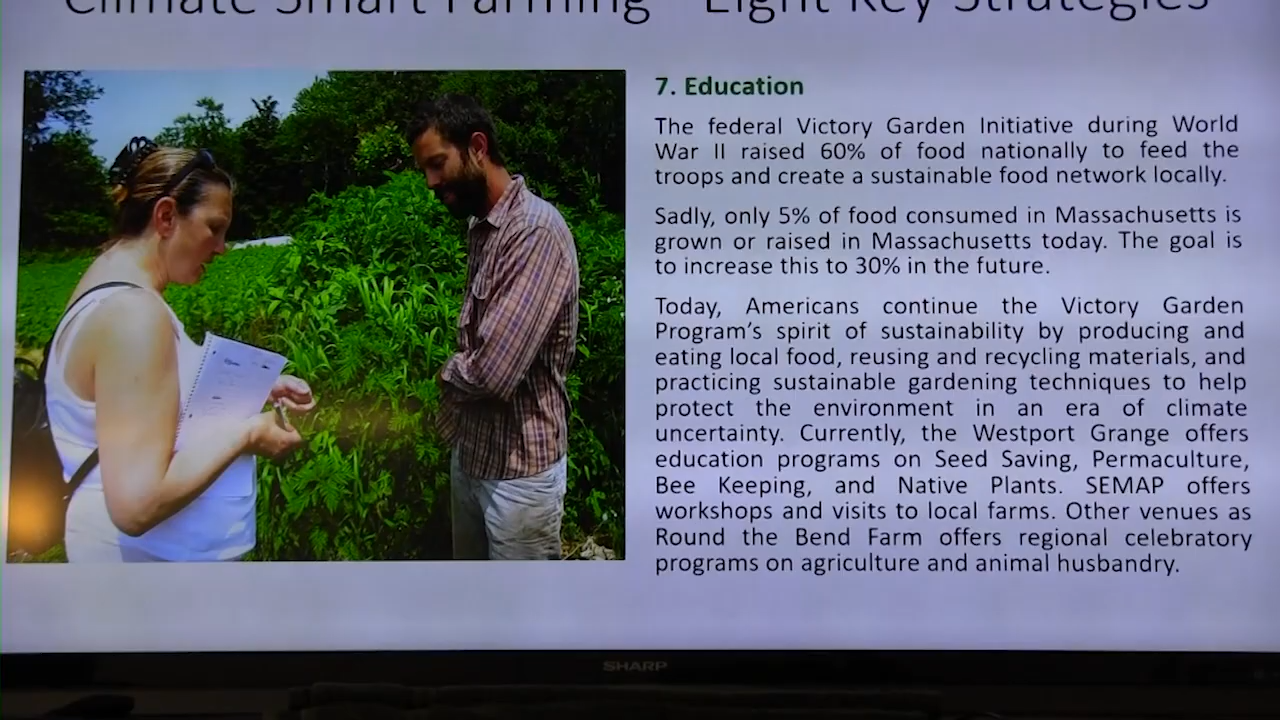 Climate Smart Farming - Eight Key Strategies
7. Education
The federal Victory Garden Initiative during World
War II raised 60% of food nationally to feed the
troops and create a sustainable food network locally.
Sadly, only 5% of food consumed in Massachusetts is
grown or raised in Massachusetts today. The goal is
to increase this to 30% in the future.
Today, Americans continue the Victory Garden
Program’s spirit of sustainability by producing and
eating local food, reusing and recycling materials, and
practicing sustainable gardening techniques to help
protect the environment in an era of climate
uncertainty. Currently, the Westport Grange offers
education programs on Seed Saving, Permaculture,
Bee Keeping, and Native Plants. SEMAP offers
workshops and visits to local farms. Other venues as
Round the Bend Farm offers regional celebratory
programs on agriculture and animal husbandry.
SHARP